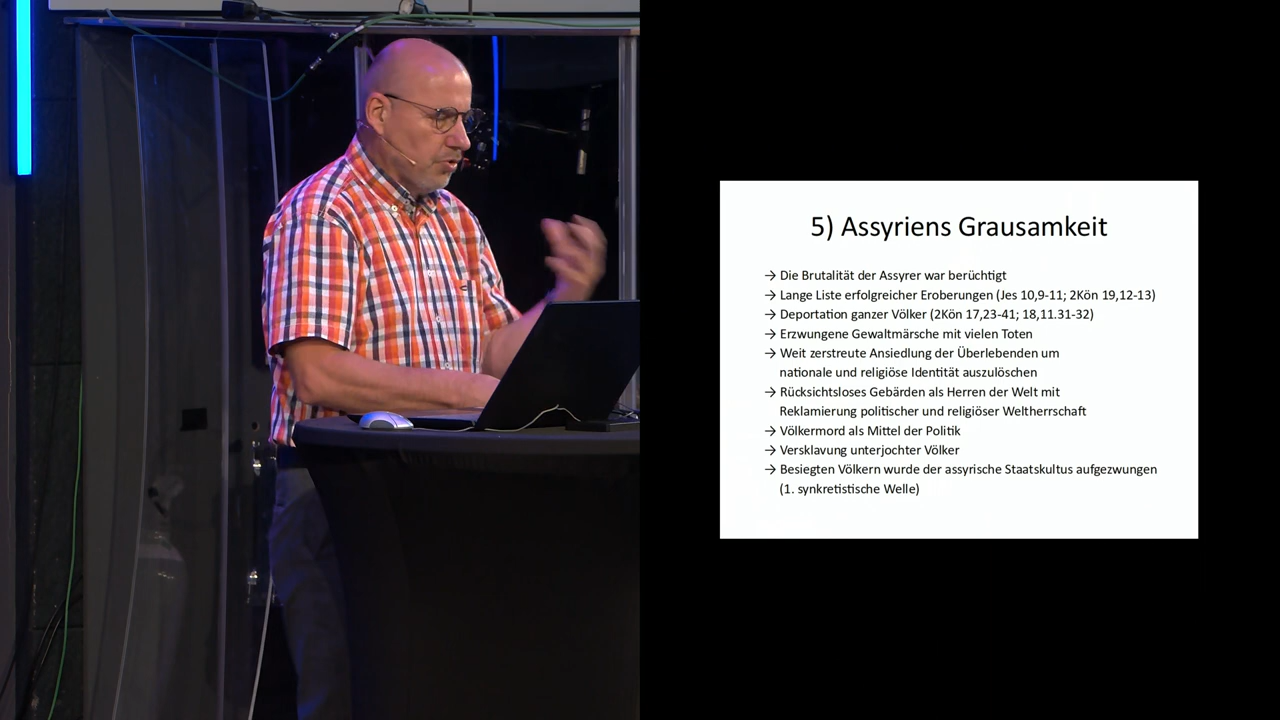 5) Assyriens Grausamkeit
→ Die Brutalität der Assyrer war berüchtigt
→ Lange Liste erfolgreicher Eroberungen (Jes 10,9-11; 2Kön 19,12-13)
→ Deportation ganzer Völker (2Kön 17,23-41; 18,11.31-32)
→ Erzwungene Gewaltmärsche mit vielen Toten
→ Weit zerstreute Ansiedlung der Überlebenden um
nationale und religiöse Identität auszulöschen
→ Rücksichtsloses Gebärden als Herren der Welt mit
Reklamierung politischer und religiöser Weltherrschaft
→ Völkermord als Mittel der Politik
→ Versklavung unterjochter Völker
→ Besiegten Völkern wurde der assyrische Staatskultus aufgezwungen
(1. synkretistische Welle)